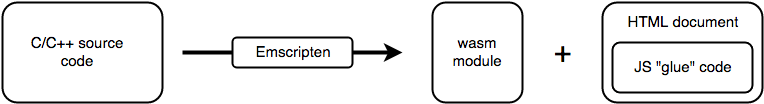 C/C++ source
code
Emscripten
wasm
module
+
HTML document
JS "glue" code